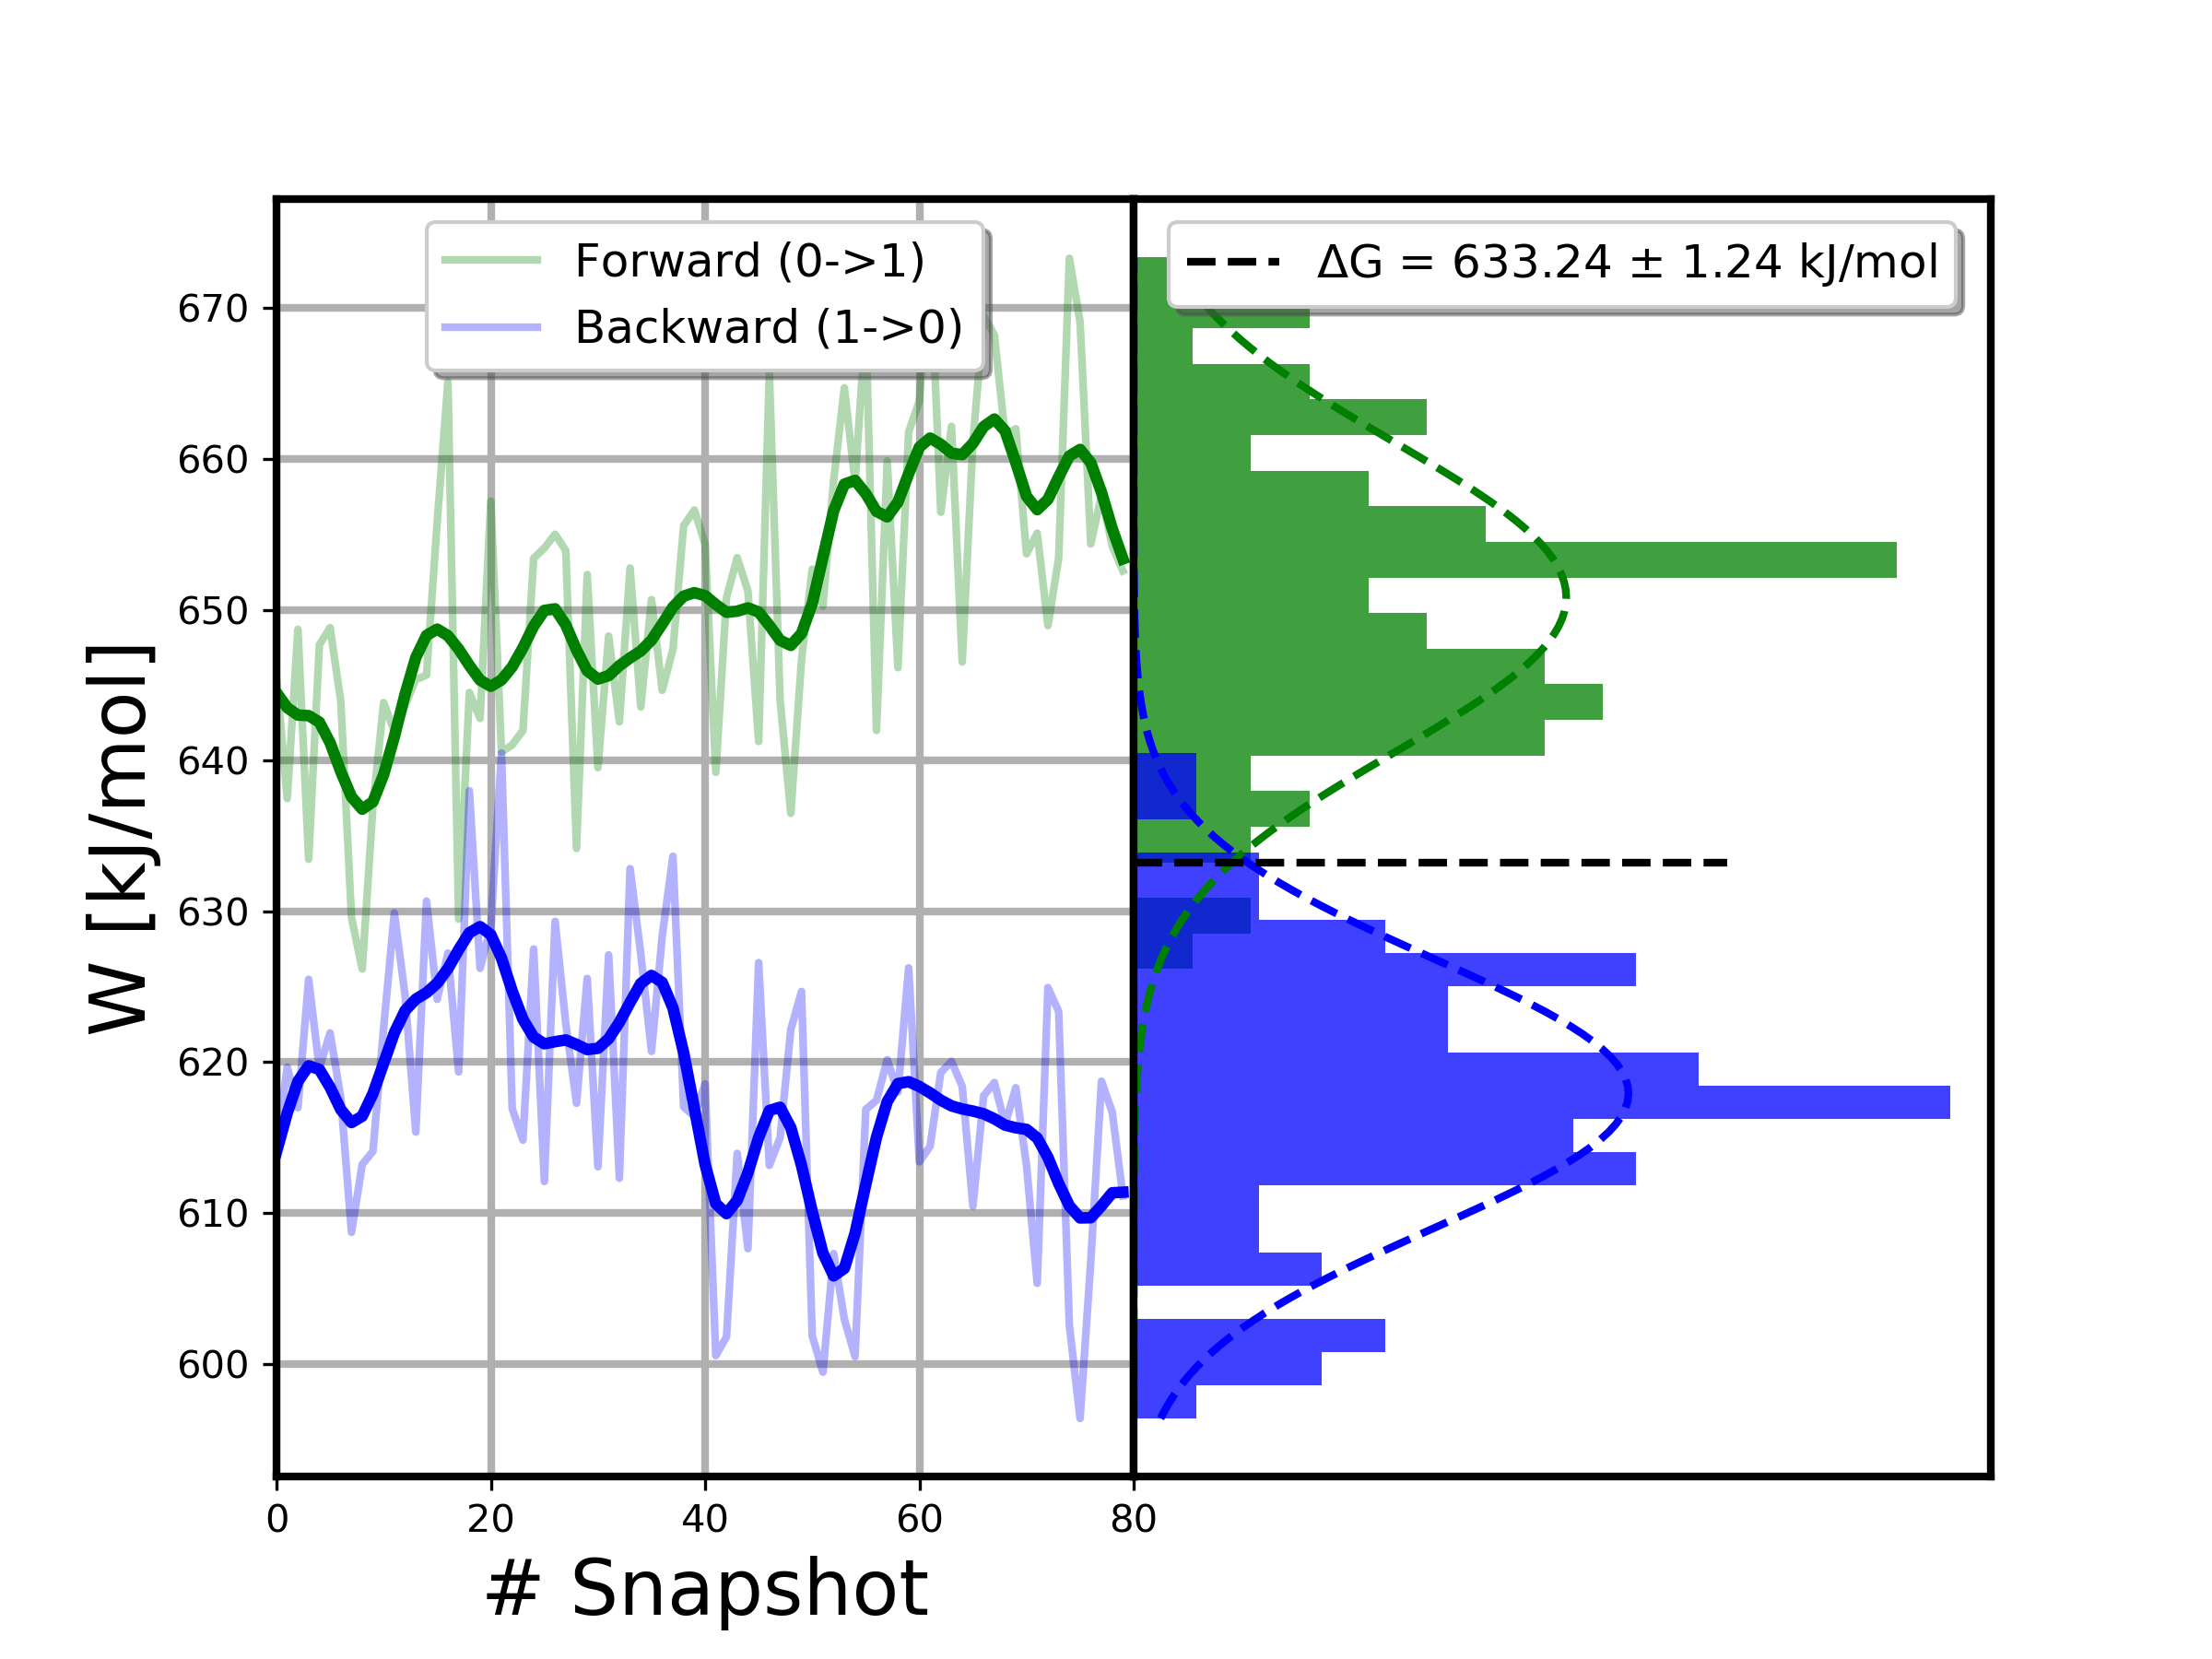 Forward (0->1)
Backward (1->0)
ΔG = 633.24 ± 1.24 kJ/mol
670
660
650
640
630
620
610
600
W [kJ/mol]
0 20 40 60 80
# Snapshot